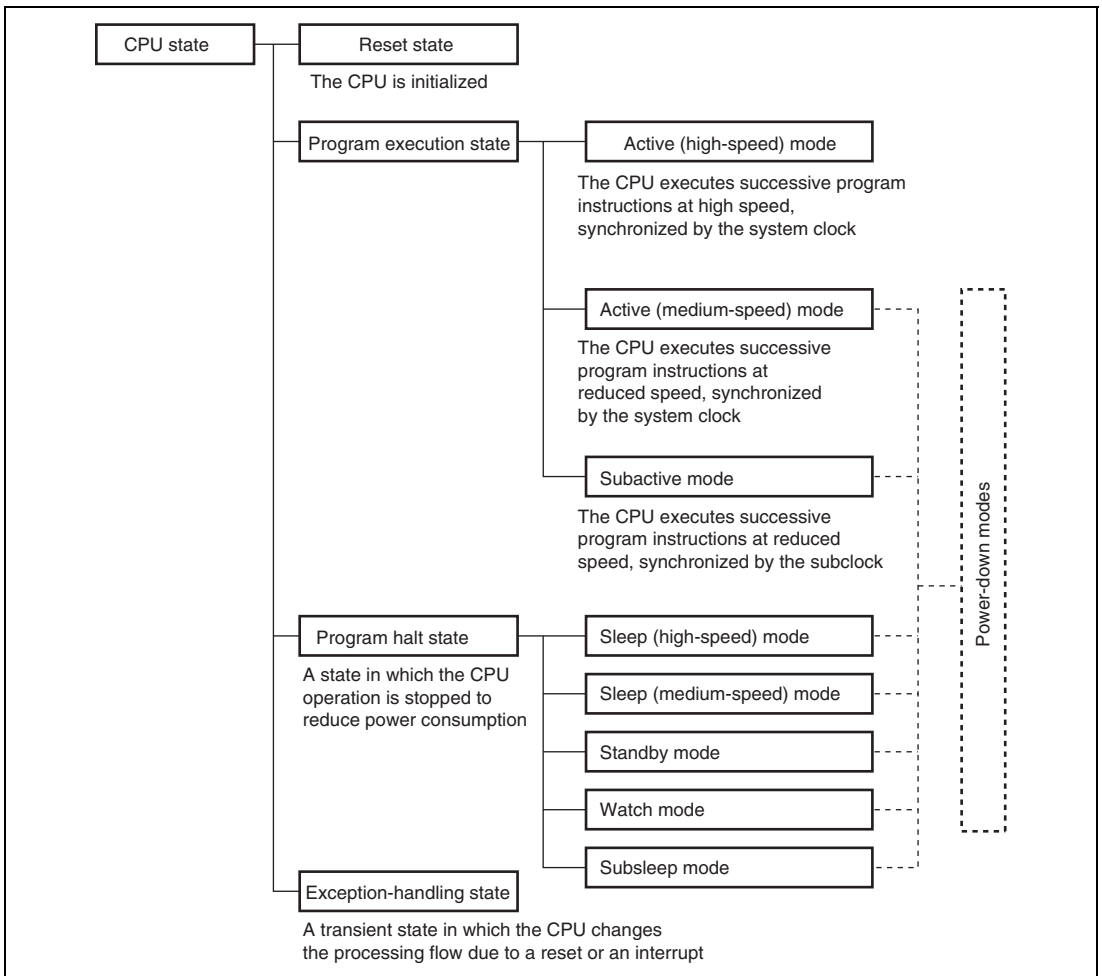 CPU state
Reset state
The CPU is initialized
Program execution state
Active (high-speed) mode
The CPU executes successive program
instructions at high speed,
synchronized by the system clock
Active (medium-speed) mode
The CPU executes successive
program instructions at
reduced speed, synchronized
by the system clock
Subactive mode
The CPU executes successive
program instructions at reduced
speed, synchronized by the subclock
Power-down modes
Program halt state
A state in which the CPU
operation is stopped to
reduce power consumption
Sleep (high-speed) mode
Sleep (medium-speed) mode
Standby mode
Watch mode
Subsleep mode
Exception-handling state
A transient state in which the CPU changes
the processing flow due to a reset or an interrupt